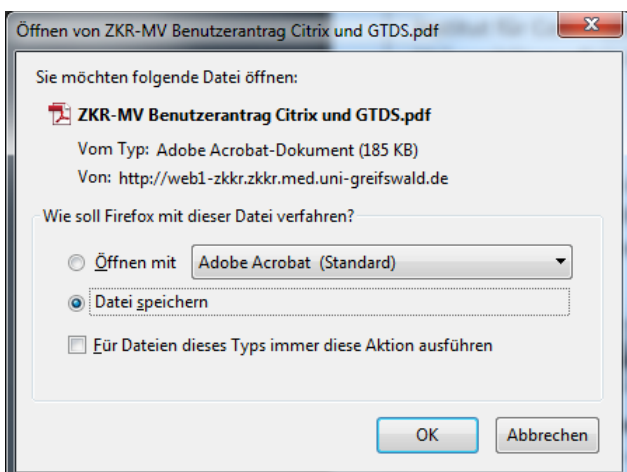 Öffnen von ZKR-MV Benutzerantrag Citrix und GTDS.pdf
Sie möchten folgende Datei öffnen:
ZKR-MV Benutzerantrag Citrix und GTDS.pdf
Vom Typ: Adobe Acrobat-Dokument (185 KB)
Von: http://web1-zkkr.zkkr.med.uni-greifswald.de
Wie soll Firefox mit dieser Datei verfahren?
Öffnen mit Adobe Acrobat (Standard)
Datei speichern
Für Dateien dieses Typs immer diese Aktion ausführen
OK Abbrechen